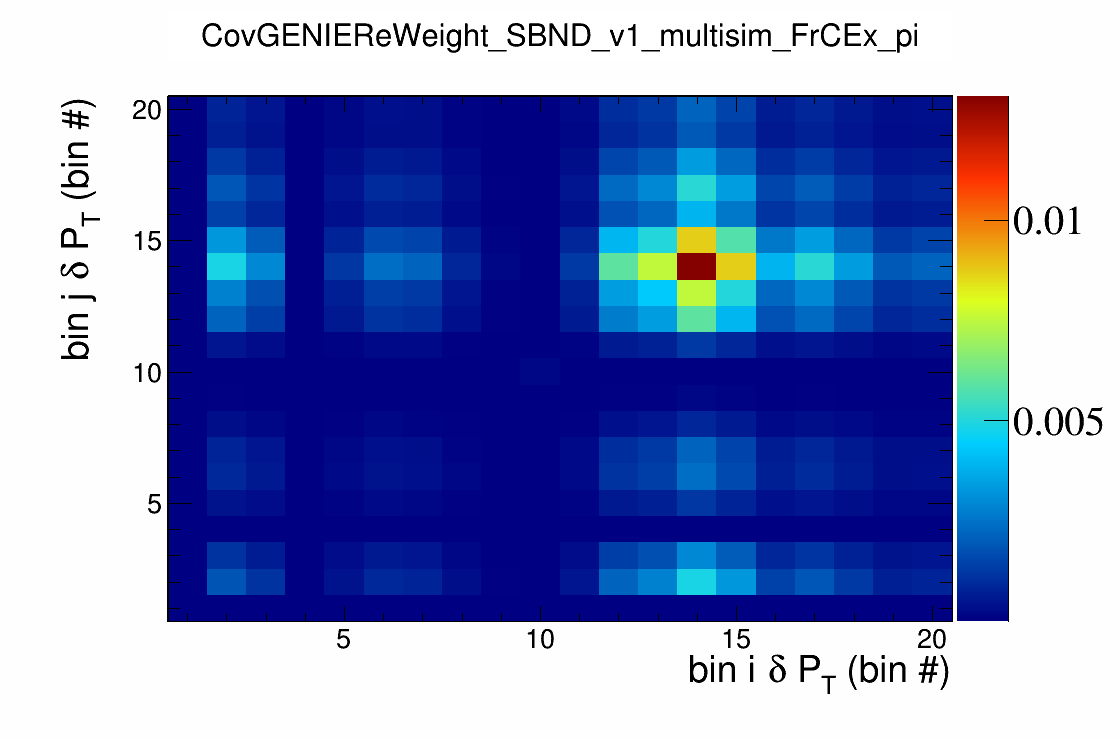 CovGENIEReWeight_SBND_v1_multisim_FrCEx_pi
bin j δ P_T (bin #)
20
15
10
5
0.01
0.005
5 10 15 20
bin i δ P_T (bin #)